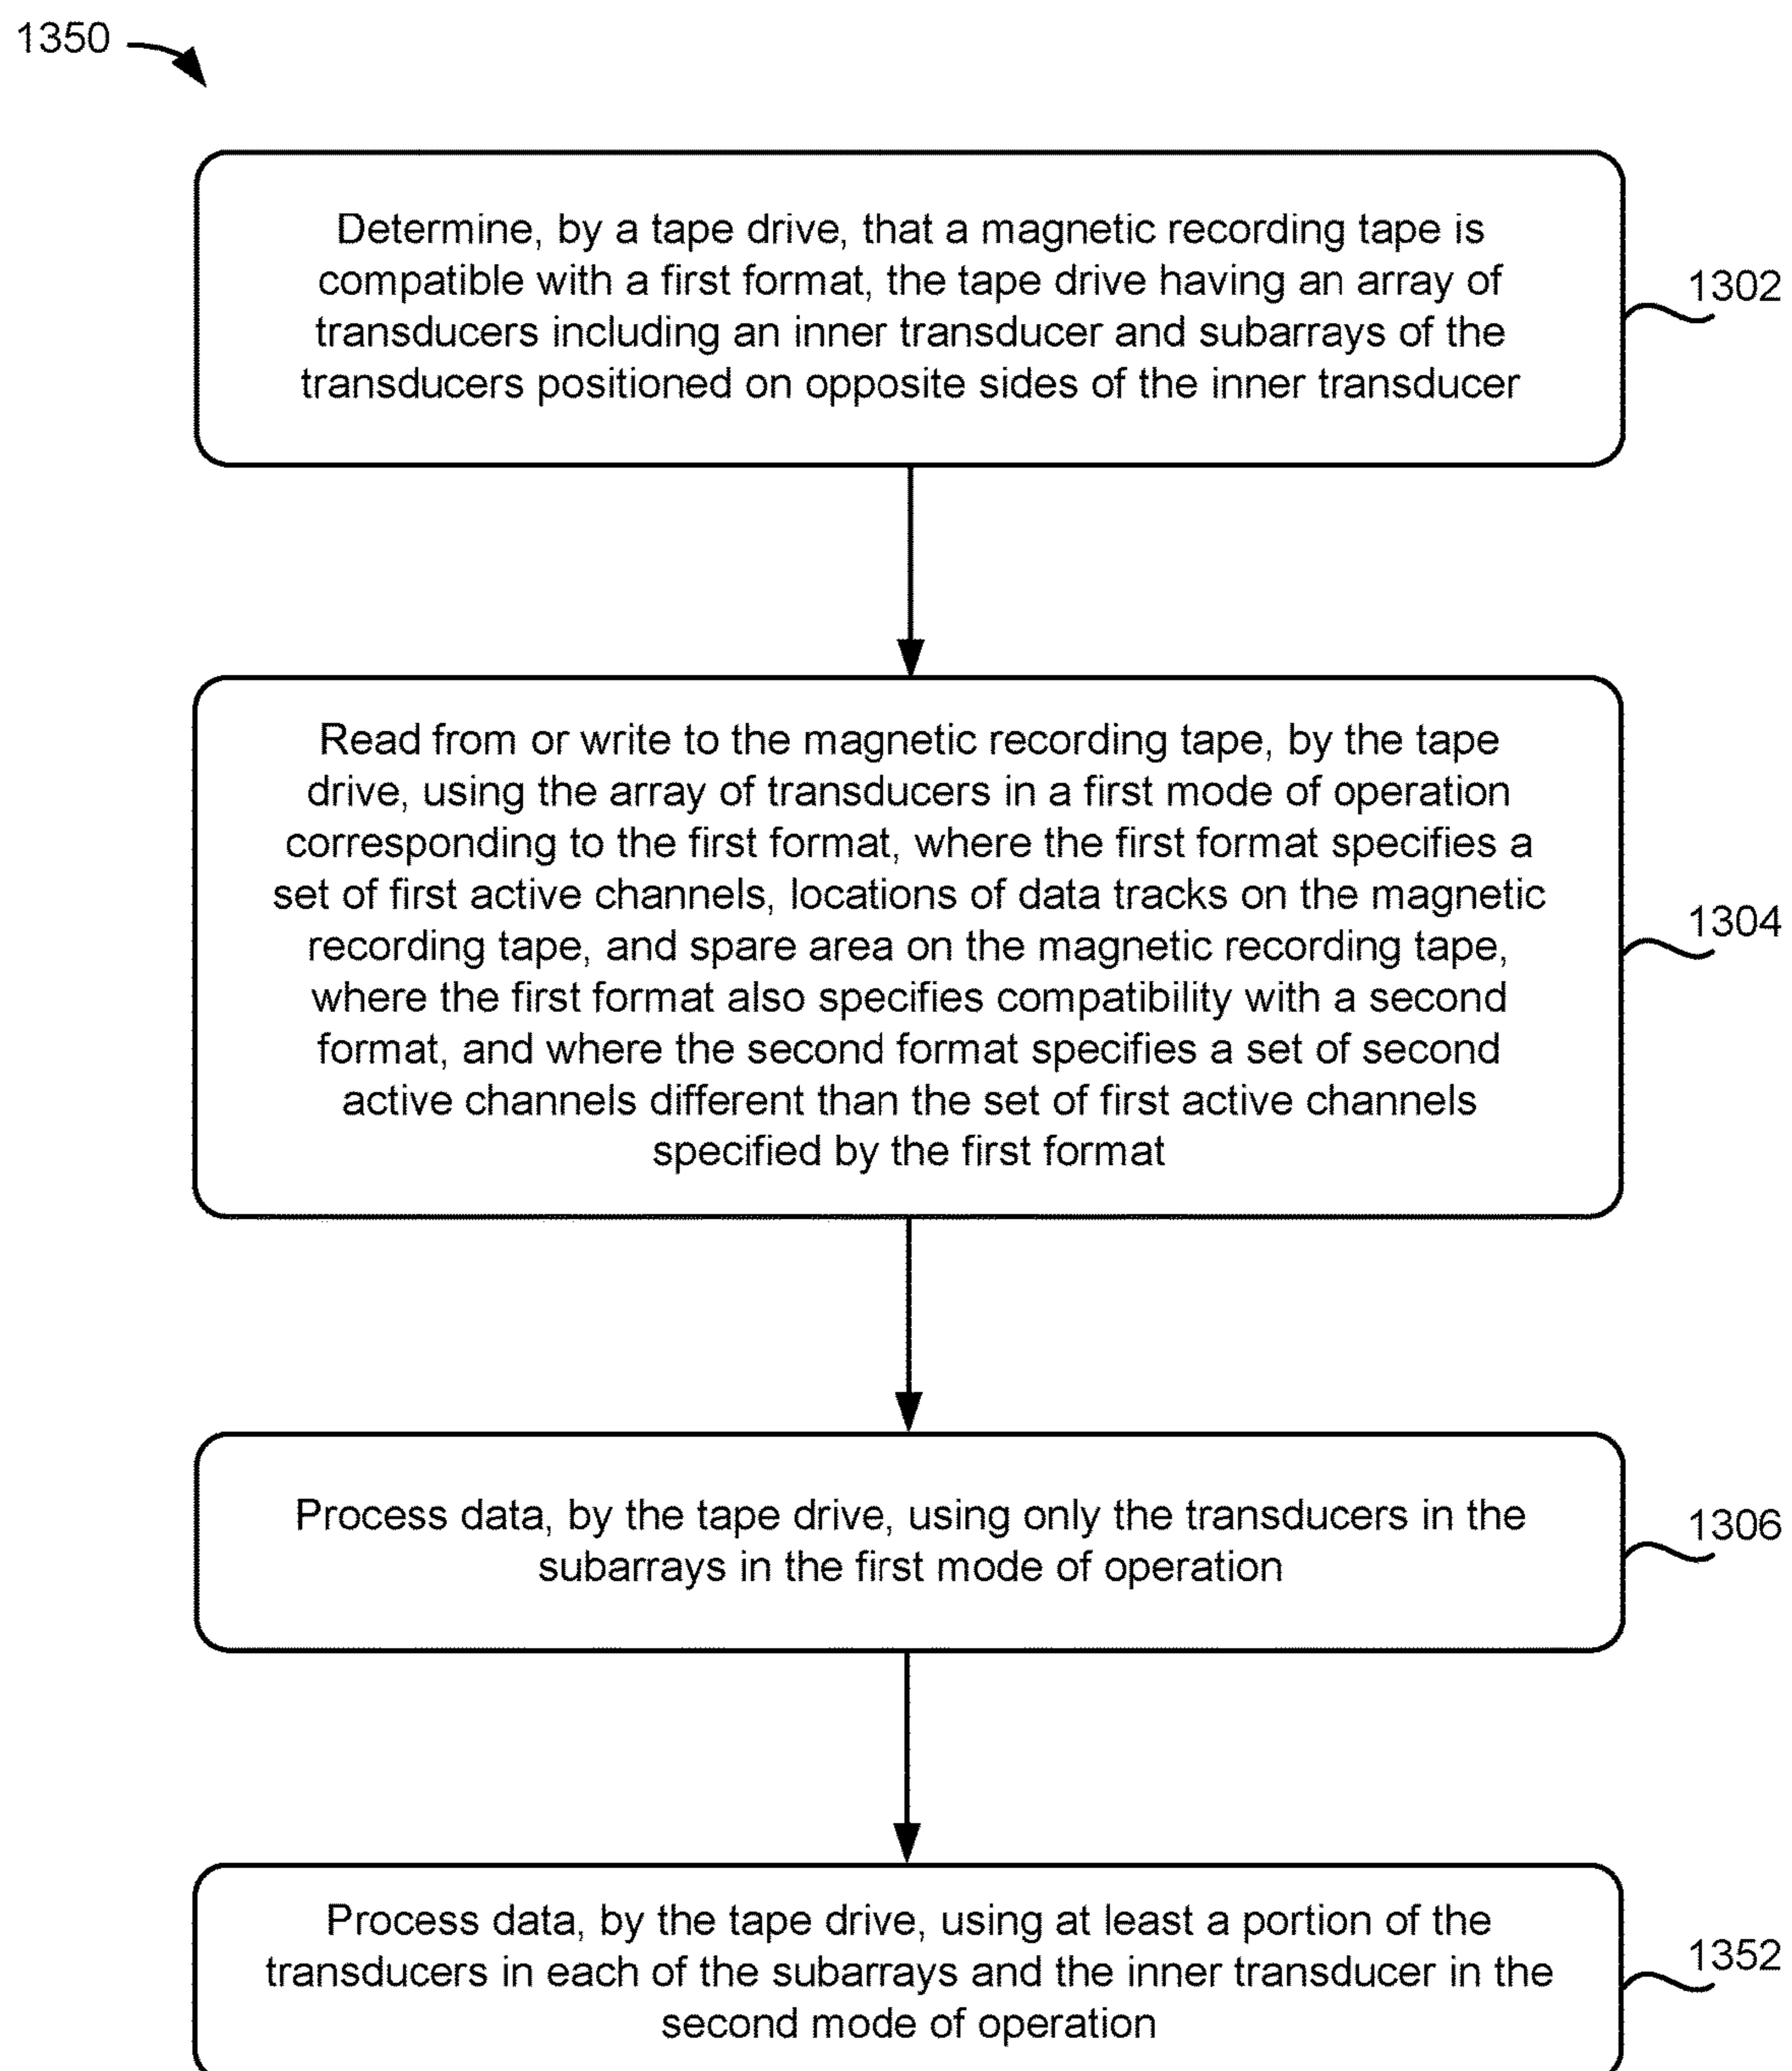 1350
Determine, by a tape drive, that a magnetic recording tape is
compatible with a first format, the tape drive having an array of
transducers including an inner transducer and subarrays of the
transducers positioned on opposite sides of the inner transducer
1302
Read from or write to the magnetic recording tape, by the tape
drive, using the array of transducers in a first mode of operation
corresponding to the first format, where the first format specifies a
set of first active channels, locations of data tracks on the magnetic
recording tape, and spare area on the magnetic recording tape,
where the first format also specifies compatibility with a second
format, and where the second format specifies a set of second
active channels different than the set of first active channels
specified by the first format
1304
Process data, by the tape drive, using only the transducers in the
subarrays in the first mode of operation
1306
Process data, by the tape drive, using at least a portion of the
transducers in each of the subarrays and the inner transducer in the
second mode of operation
1352